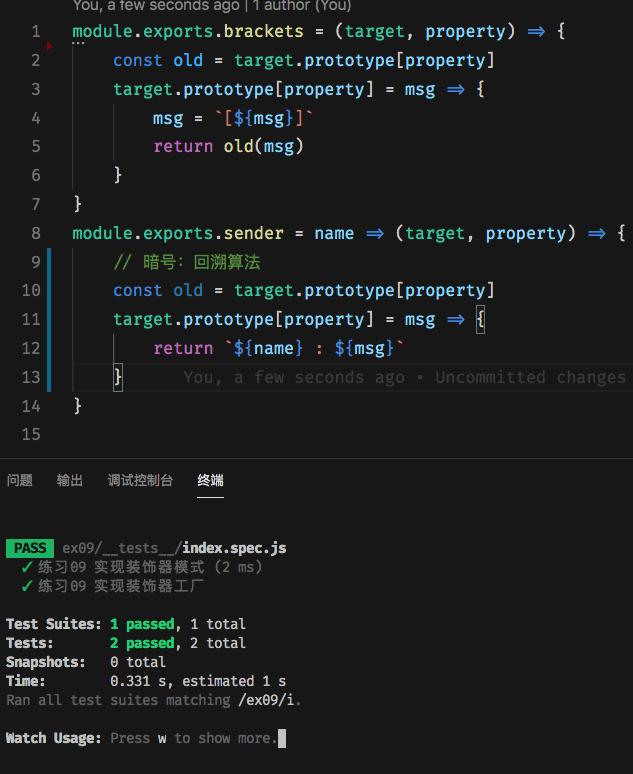 You, a few seconds ago | 1 author (You)
1 module.exports.brackets = (target, property) => {
2 const old = target.prototype[property]
3 target.prototype[property] = msg => {
4 msg = `[${msg}]`
5 return old(msg)
6 }
7 }
8 module.exports.sender = name => (target, property) => {
9 // 暗号: 回溯算法
10 const old = target.prototype[property]
11 target.prototype[property] = msg => {
12 return `${name} : ${msg}`
13 } You, a few seconds ago • Uncommitted changes
14 }
15
问题 输出 调试控制台 终端
PASS ex09/__tests__/index.spec.js
✓ 练习09 实现装饰器模式 (2 ms)
✓ 练习09 实现装饰器工厂
Test Suites: 1 passed, 1 total
Tests: 2 passed, 2 total
Snapshots: 0 total
Time: 0.331 s, estimated 1 s
Ran all test suites matching /ex09/i.
Watch Usage: Press w to show more.